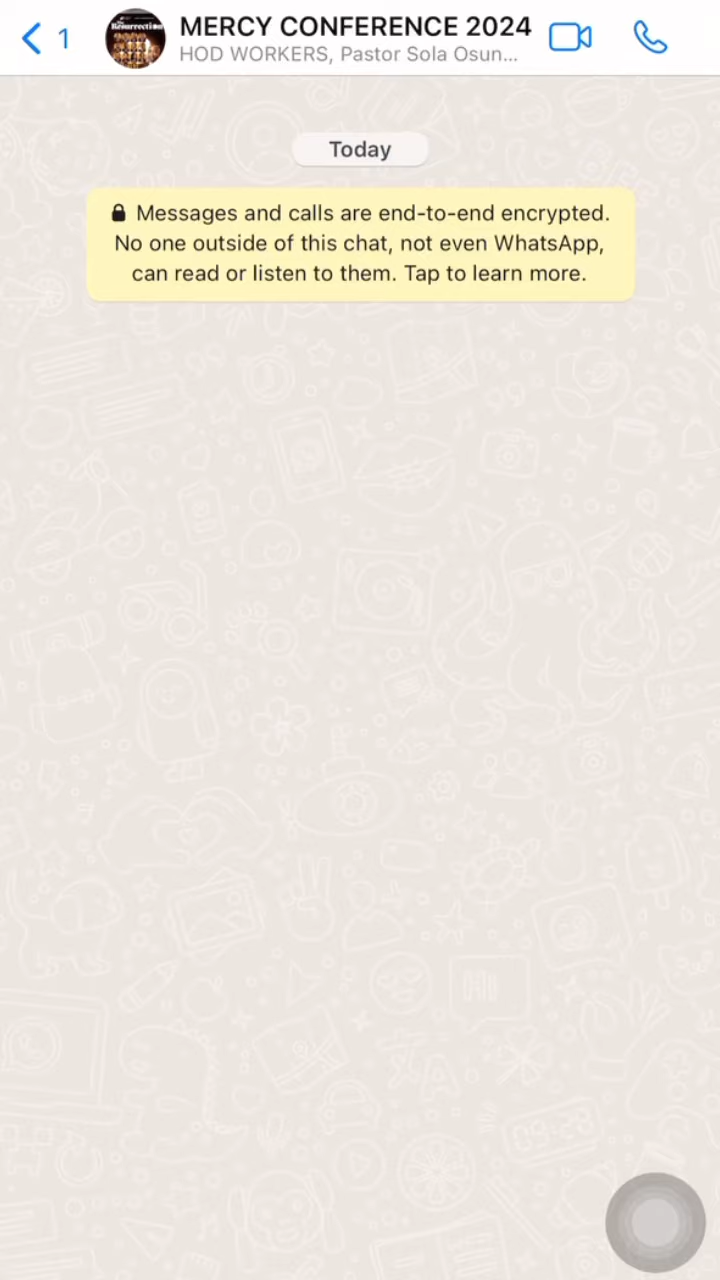 1
Resurrection
MERCY CONFERENCE 2024
HOD WORKERS, Pastor Sola Osun...
Today
Messages and calls are end-to-end encrypted.
No one outside of this chat, not even WhatsApp,
can read or listen to them. Tap to learn more.